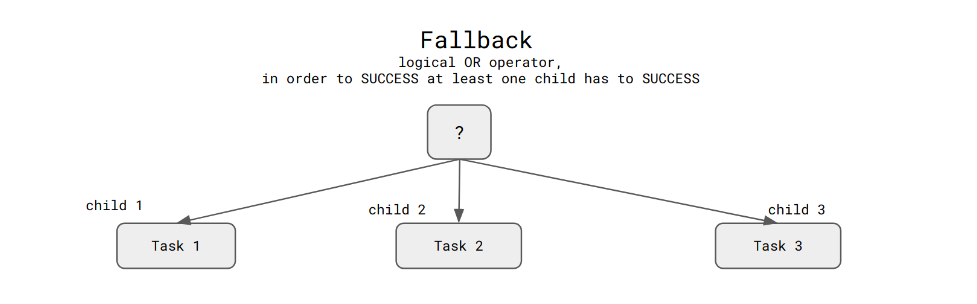 Fallback
logical OR operator,
in order to SUCCESS at least one child has to SUCCESS
?
child 1
child 2
child 3
Task 1
Task 2
Task 3